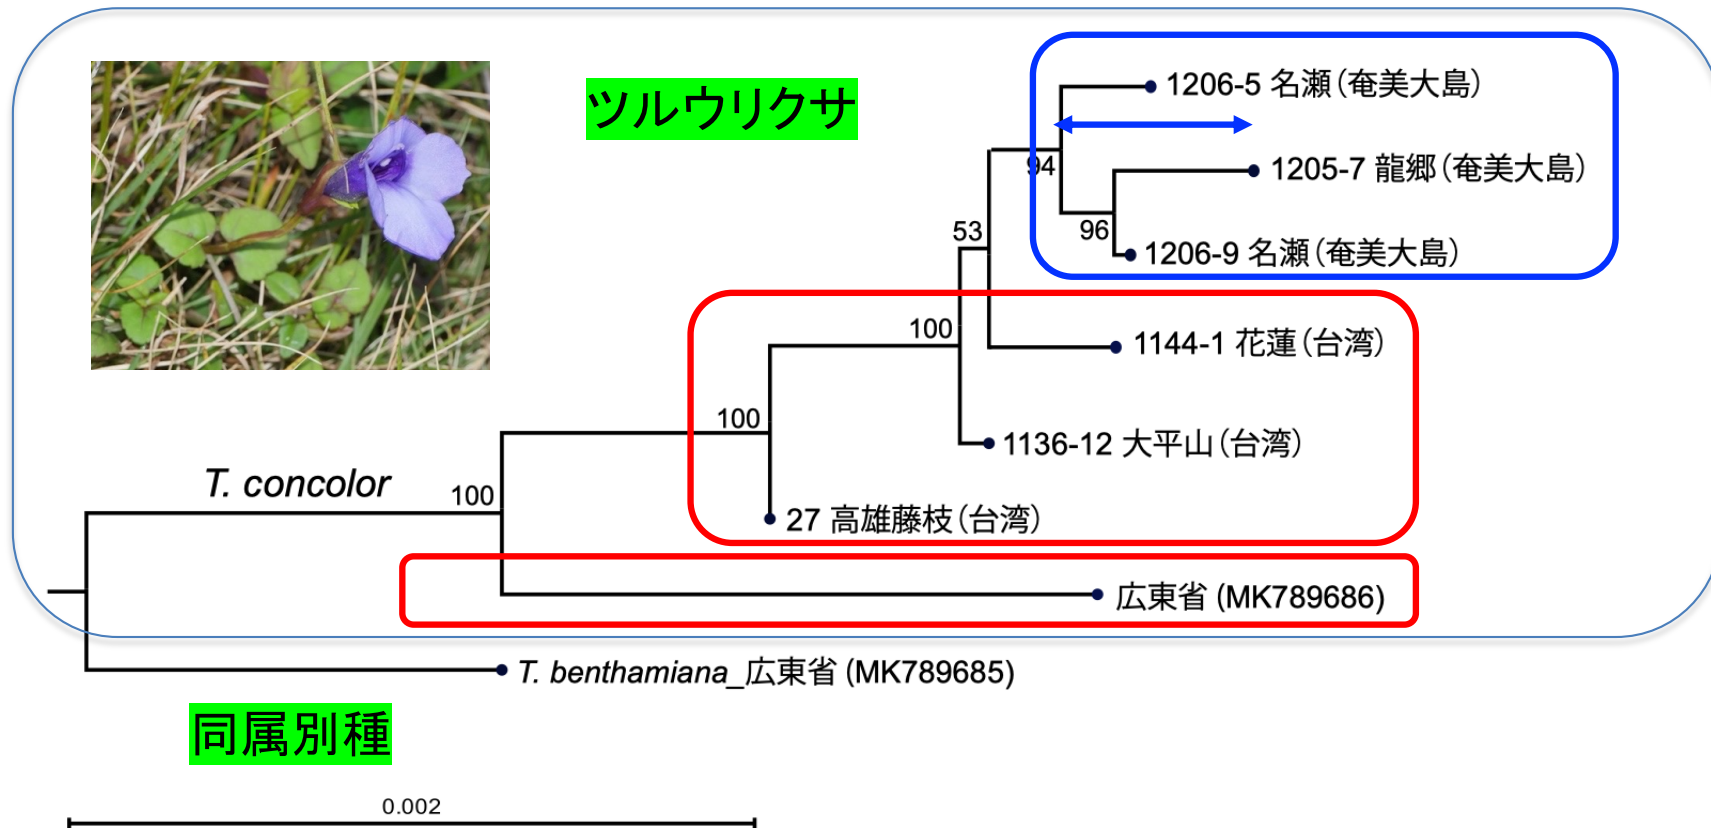 ツルウリクサ
1206-5 名瀬（奄美大島）
94
1205-7 龍郷（奄美大島）
96
1206-9 名瀬（奄美大島）
53
100
1144-1 花蓮（台湾）
100
1136-12 大平山（台湾）
T. concolor
100
27 高雄藤枝（台湾）
広東省 (MK789686)
T. benthamiana_広東省 (MK789685)
同属別種
0.002